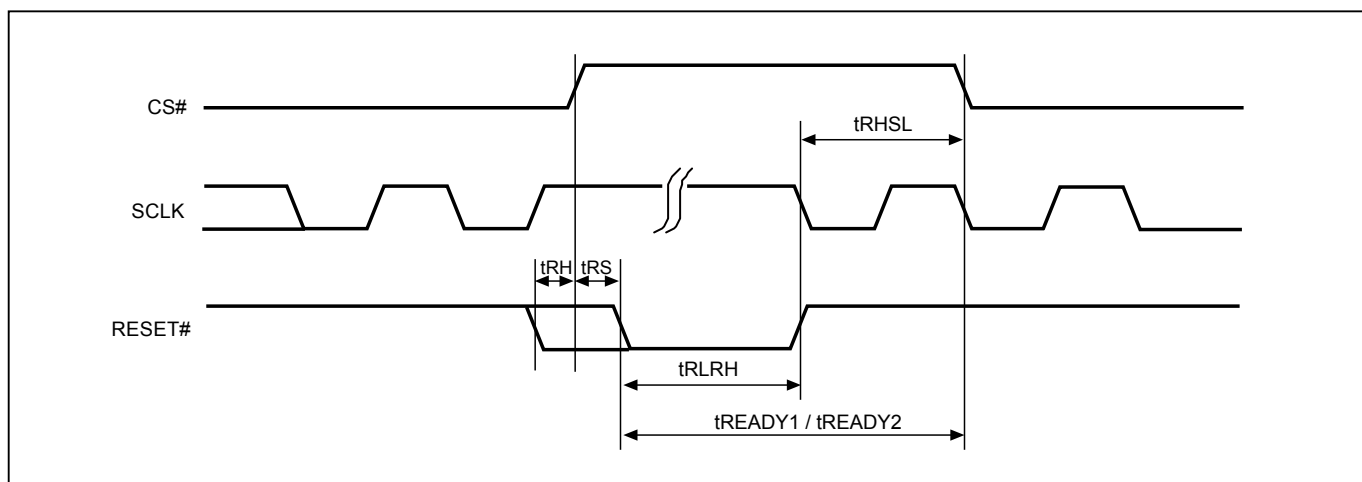 CS#
tRHSL
SCLK
tRH tRS
RESET#
tRLRH
tREADY1 / tREADY2